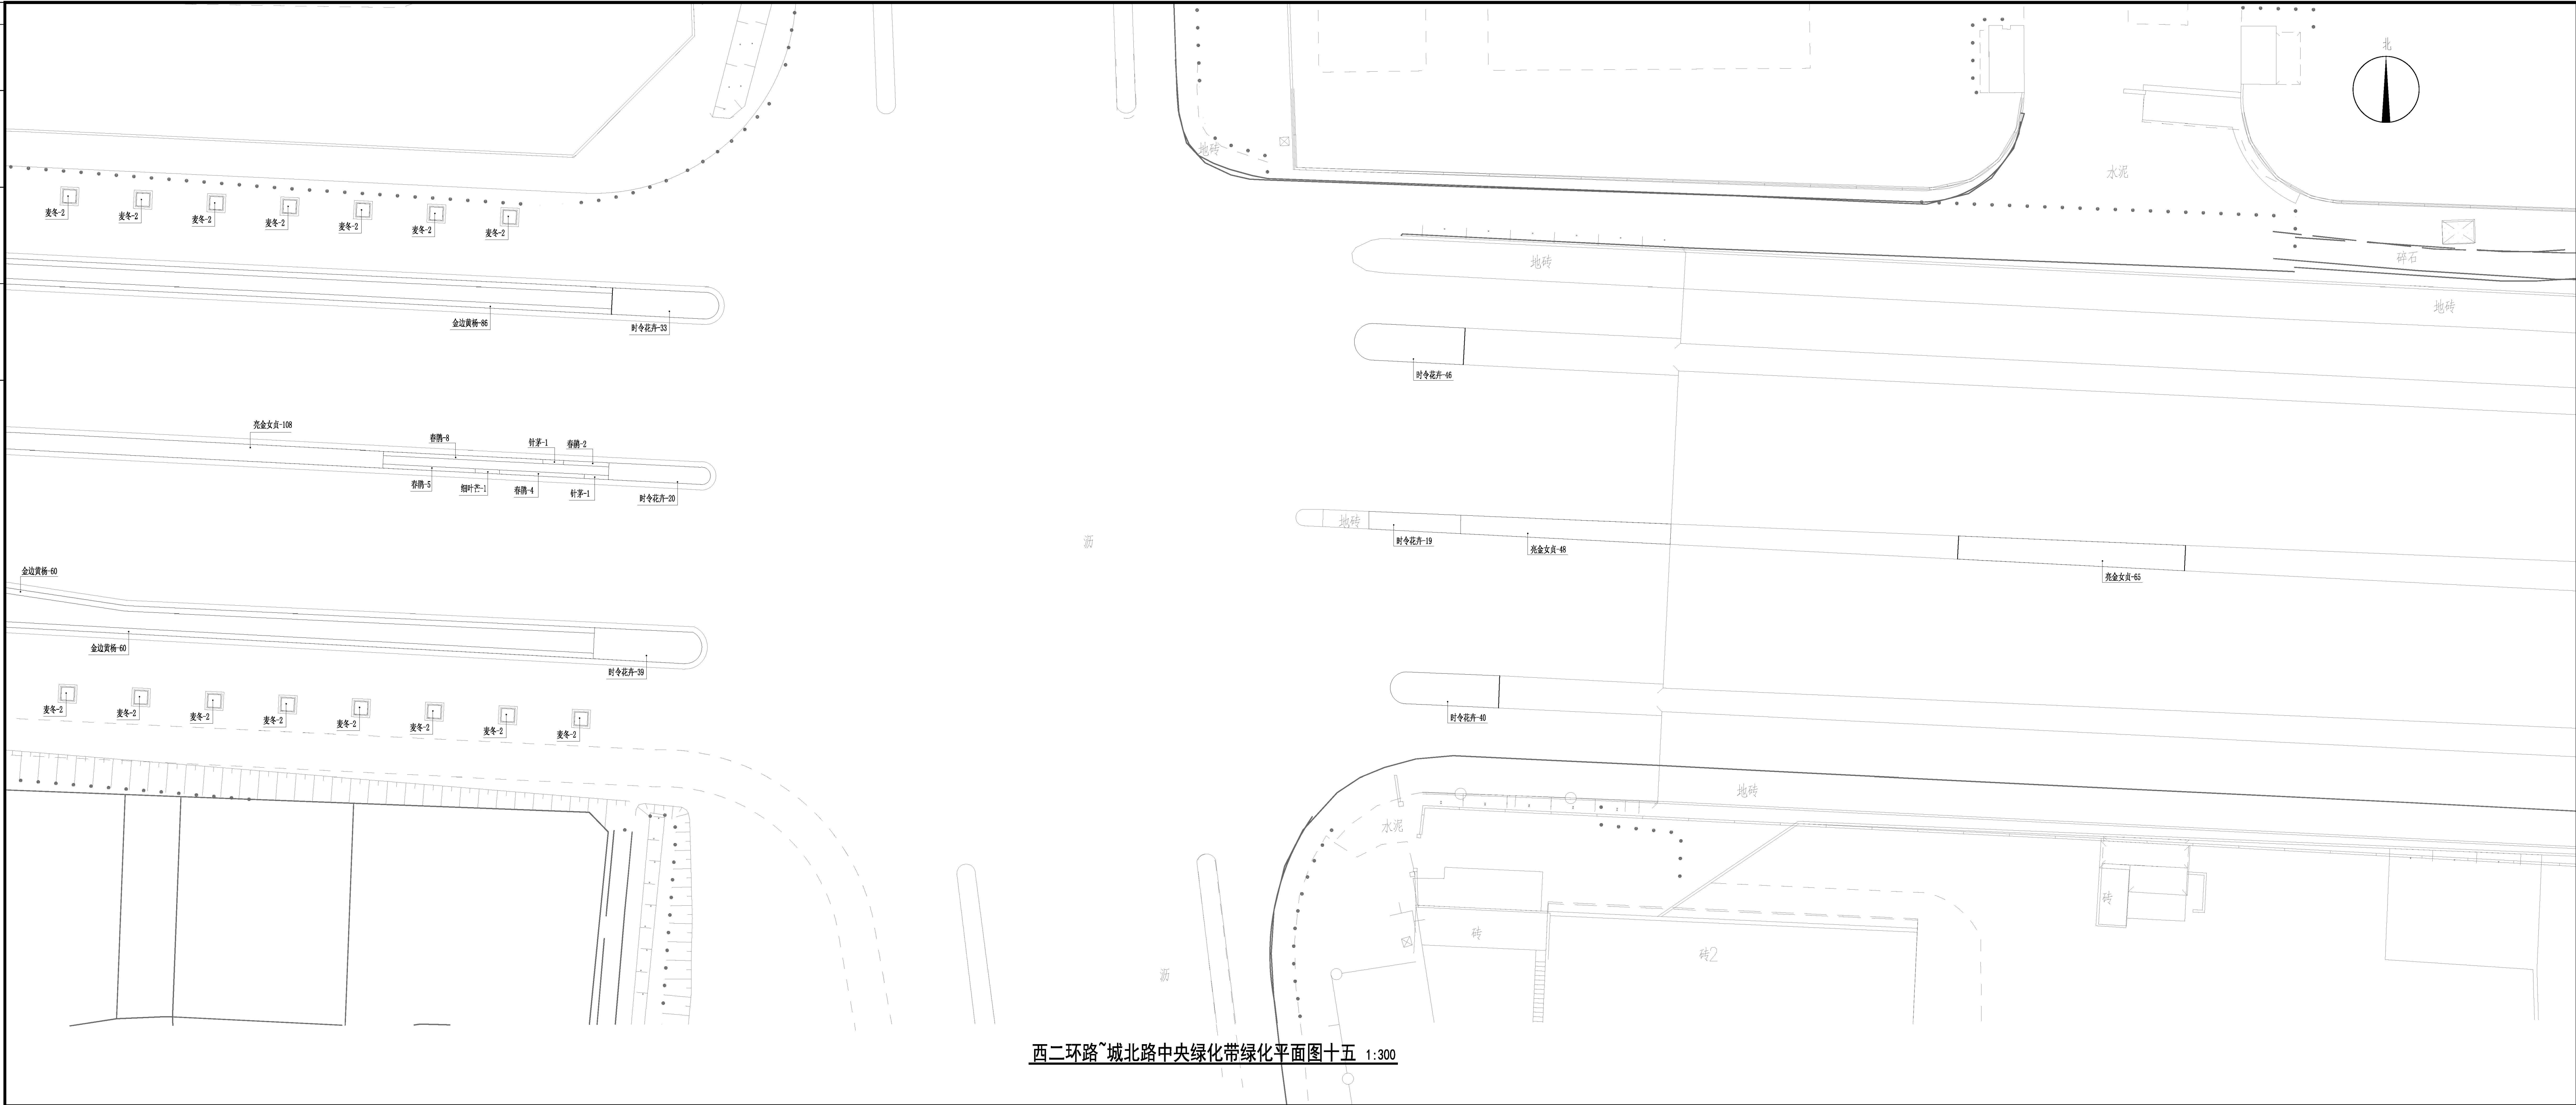 北
地砖
水泥
麦冬-2
麦冬-2
麦冬-2
麦冬-2
麦冬-2
麦冬-2
麦冬-2
地砖
碎石
地砖
金边黄杨-86
时令花卉-33
时令花卉-46
亮金女贞-108
春鹃-8
针茅-1
春鹃-2
春鹃-5
细叶芒-1
春鹃-4
针茅-1
时令花卉-20
地砖
时令花卉-19
亮金女贞-48
亮金女贞-65
沥
金边黄杨-60
金边黄杨-60
时令花卉-39
麦冬-2
麦冬-2
麦冬-2
麦冬-2
麦冬-2
麦冬-2
麦冬-2
麦冬-2
时令花卉-40
地砖
水泥
砖
砖
砖2
沥
西二环路~城北路中央绿化带绿化平面图十五 1:300